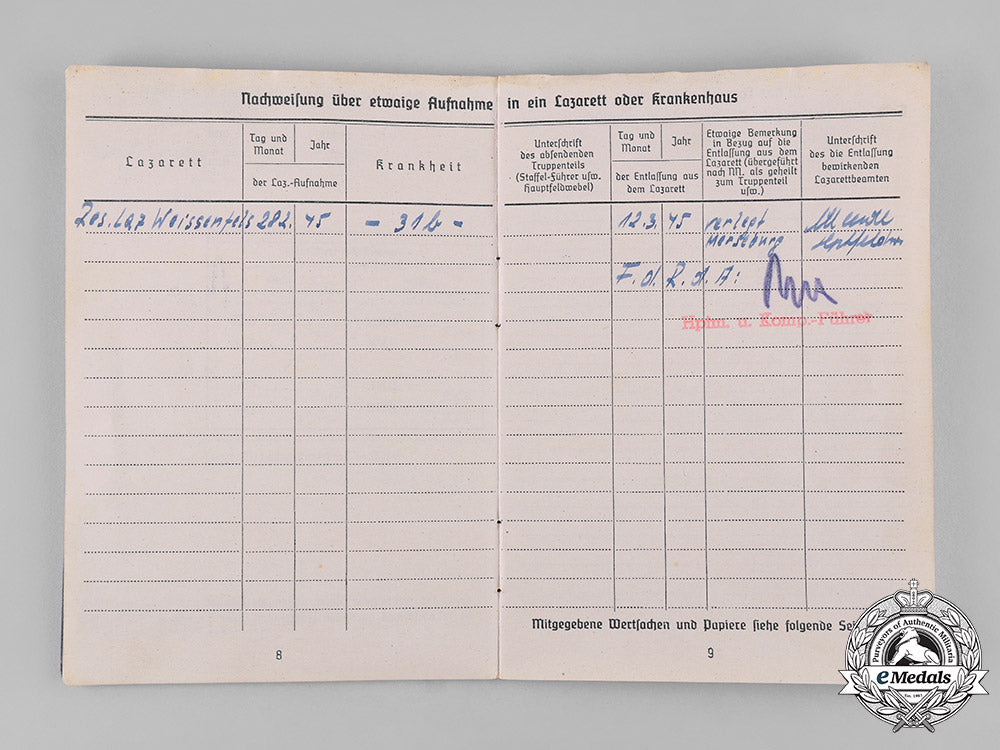 Nachweisung über etwaige Aufnahme in ein Lazarett oder Krankenhaus
Lazarett
Tag und Monat
Jahr
der Laz.-Aufnahme
Krankheit
Unterschrift
des absendenden
Truppenteils
(Staffel-Führer usw.
Hauptfeldwebel)
Tag und
Monat
Jahr
der Entlassung aus
dem Lazarett
Etwaige Bemerkung
in Bezug auf die
Entlassung aus dem
Lazarett (übergeführt
nach NN. als geheilt
zum Truppenteil
usw.)
Unterschrift
des die Entlassung
bewirkenden
Lazarettbeamten
Res. Laz Weissenfels 28 2. 45 - 31b - 12.3. 45 verlegt
Merseburg
F. d. R. d. A:
Hptm. u. Komp.-Führer
Mitgegebene Wertsachen und Papiere siehe folgende Sei
8
9
Purveyors of Authentic Militaria
eMedals